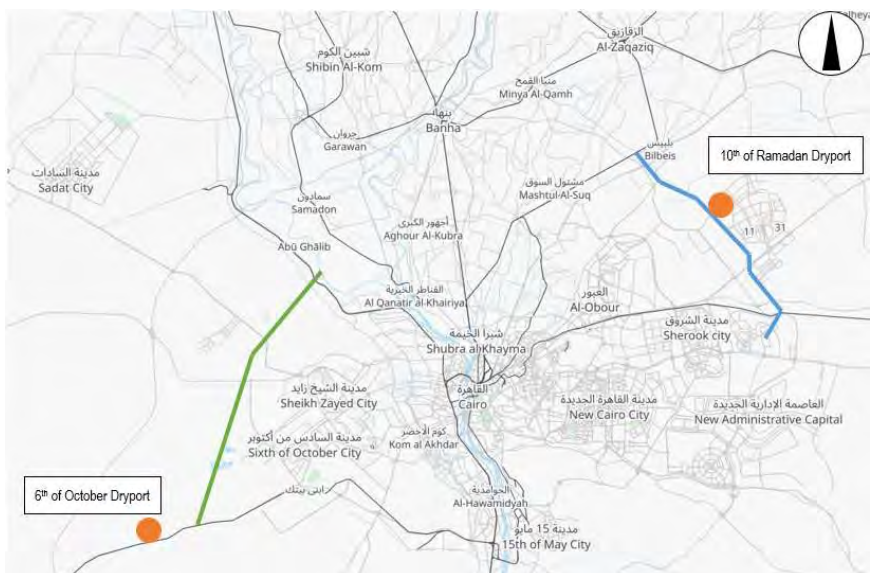 الزقازيق
Al-Zaqaziq
شبين الكوم
Shibin Al-Kom
منيا القمح
Minya Al-Qamh
بنها
Banha
جروان
Garawan
بلبيس
Bilbeis
10th of Ramadan Dryport
مدينة السادات
Sadat City
مشتول السوق
Mashtul Al-Suq
سمادون
Samadon
أجهور الكبرى
Aghour Al-Kubra
11
31
Abū Ghālib
القناطر الخيرية
Al Qanatir al-Khairiya
العبور
Al-Obour
مدينة الشروق
Sherook city
شبرا الخيمة
Shubra al Khayma
مدينة الشيخ زايد
Sheikh Zayed City
القاهرة
Cairo
مدينة القاهرة الجديدة
New Cairo City
العاصمة الإدارية الجديدة
New Administrative Capital
كوم الأخضر
Kom al Akhdar
مدينة السادس من أكتوبر
Sixth of October City
ابنى بيتك
6th of October Dryport
الحوامدية
Al-Hawamidyah
مدينة 15 مايو
15th of May City